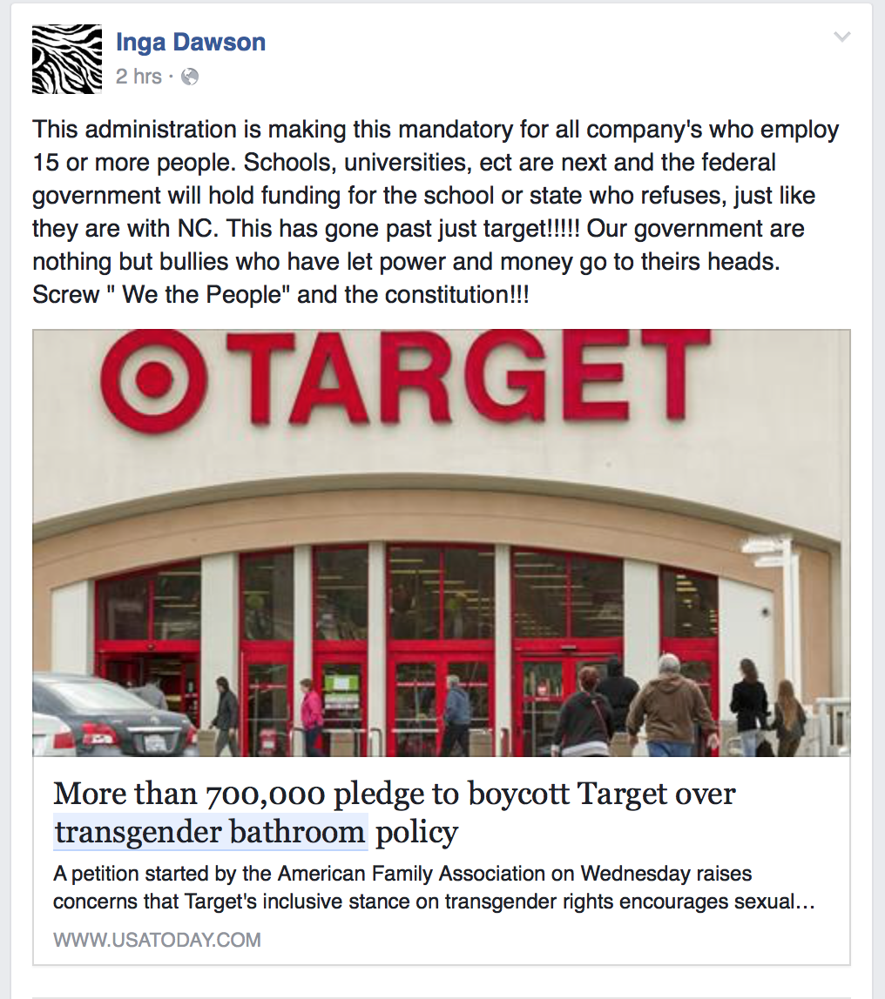 Inga Dawson
2 hrs ·
This administration is making this mandatory for all company's who employ
15 or more people. Schools, universities, ect are next and the federal
government will hold funding for the school or state who refuses, just like
they are with NC. This has gone past just target!!!!! Our government are
nothing but bullies who have let power and money go to theirs heads.
Screw " We the People" and the constitution!!!
TARGET
More than 700,000 pledge to boycott Target over
transgender bathroom policy
A petition started by the American Family Association on Wednesday raises
concerns that Target's inclusive stance on transgender rights encourages sexual...
WWW.USATODAY.COM